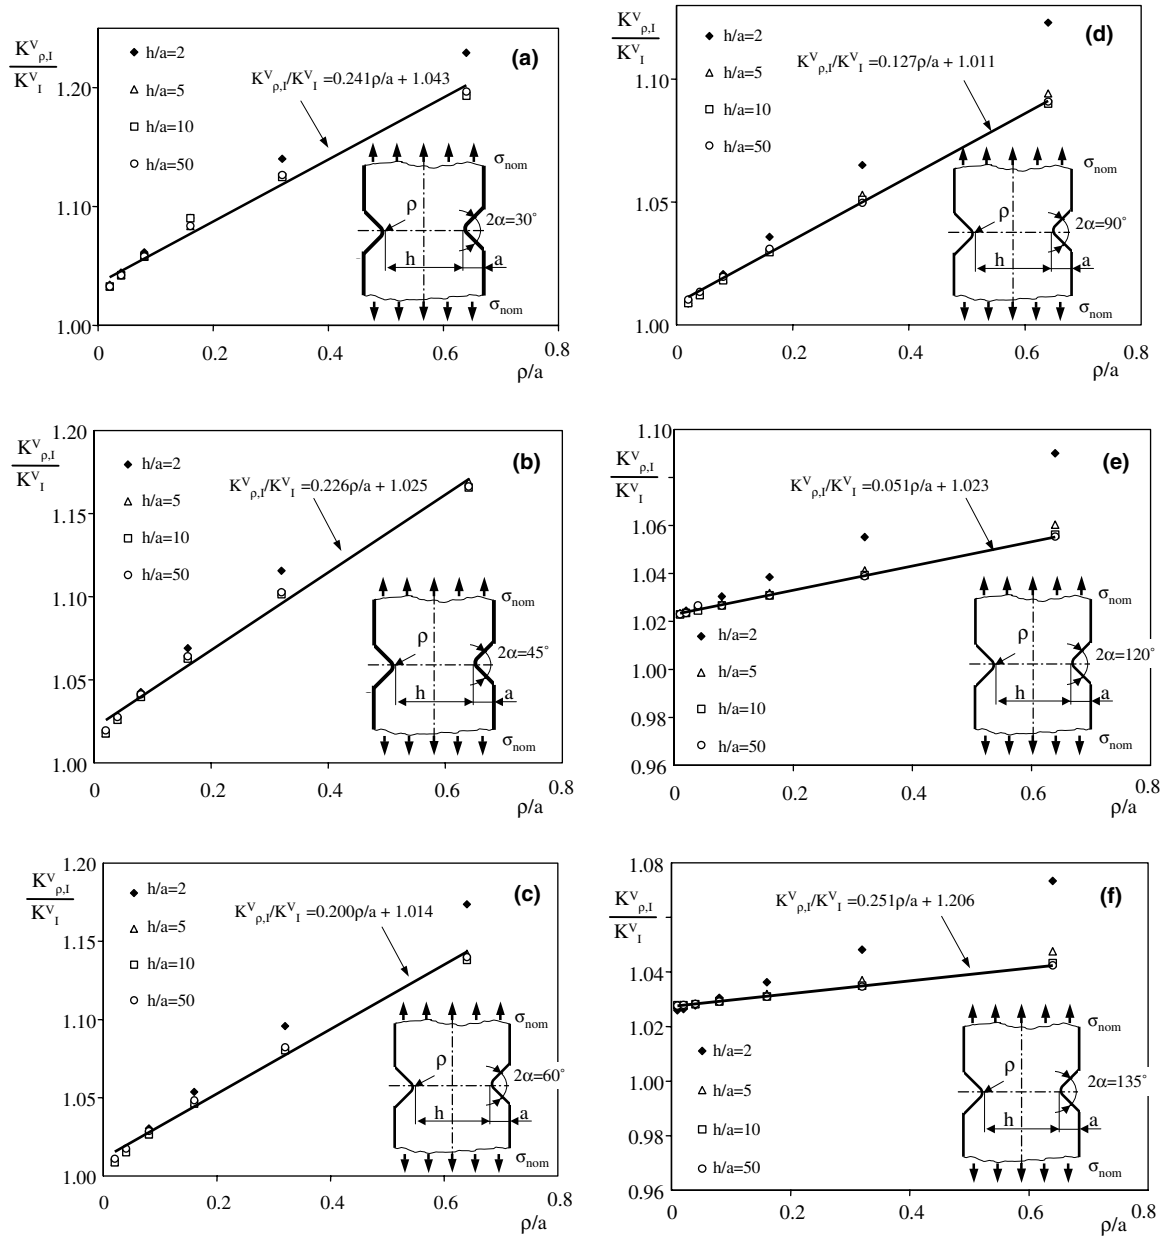 (a)
K^V_ρ,I
K^V_I
h/a=2
h/a=5
h/a=10
h/a=50
K^V_ρ,I/K^V_I =0.241ρ/a + 1.043
σnom
ρ
2α=30°
h
a
σnom
1.20
1.10
1.00
0
0.2
0.4
0.6
0.8
ρ/a
(d)
K^V_ρ,I
K^V_I
h/a=2
h/a=5
h/a=10
h/a=50
K^V_ρ,I/K^V_I =0.127ρ/a + 1.011
σnom
ρ
2α=90°
h
a
σnom
1.10
1.05
1.00
0
0.2
0.4
0.6
0.8
ρ/a
(b)
K^V_ρ,I
K^V_I
h/a=2
h/a=5
h/a=10
h/a=50
K^V_ρ,I/K^V_I =0.226ρ/a + 1.025
σnom
ρ
2α=45°
h
a
σnom
1.20
1.15
1.10
1.05
1.00
0
0.2
0.4
0.6
0.8
ρ/a
(e)
K^V_ρ,I
K^V_I
K^V_ρ,I/K^V_I =0.051ρ/a + 1.023
h/a=2
h/a=5
h/a=10
h/a=50
σnom
ρ
2α=120°
h
a
σnom
1.10
1.06
1.04
1.02
1.00
0.98
0.96
0
0.2
0.4
0.6
0.8
ρ/a
(c)
K^V_ρ,I
K^V_I
h/a=2
h/a=5
h/a=10
h/a=50
K^V_ρ,I/K^V_I =0.200ρ/a + 1.014
σnom
ρ
2α=60°
h
a
σnom
1.20
1.15
1.10
1.05
1.00
0
0.2
0.4
0.6
0.8
ρ/a
(f)
K^V_ρ,I
K^V_I
K^V_ρ,I/K^V_I =0.251ρ/a + 1.206
h/a=2
h/a=5
h/a=10
h/a=50
σnom
ρ
2α=135°
h
a
σnom
1.08
1.04
1.02
1.00
0.98
0.96
0
0.2
0.4
0.6
0.8
ρ/a